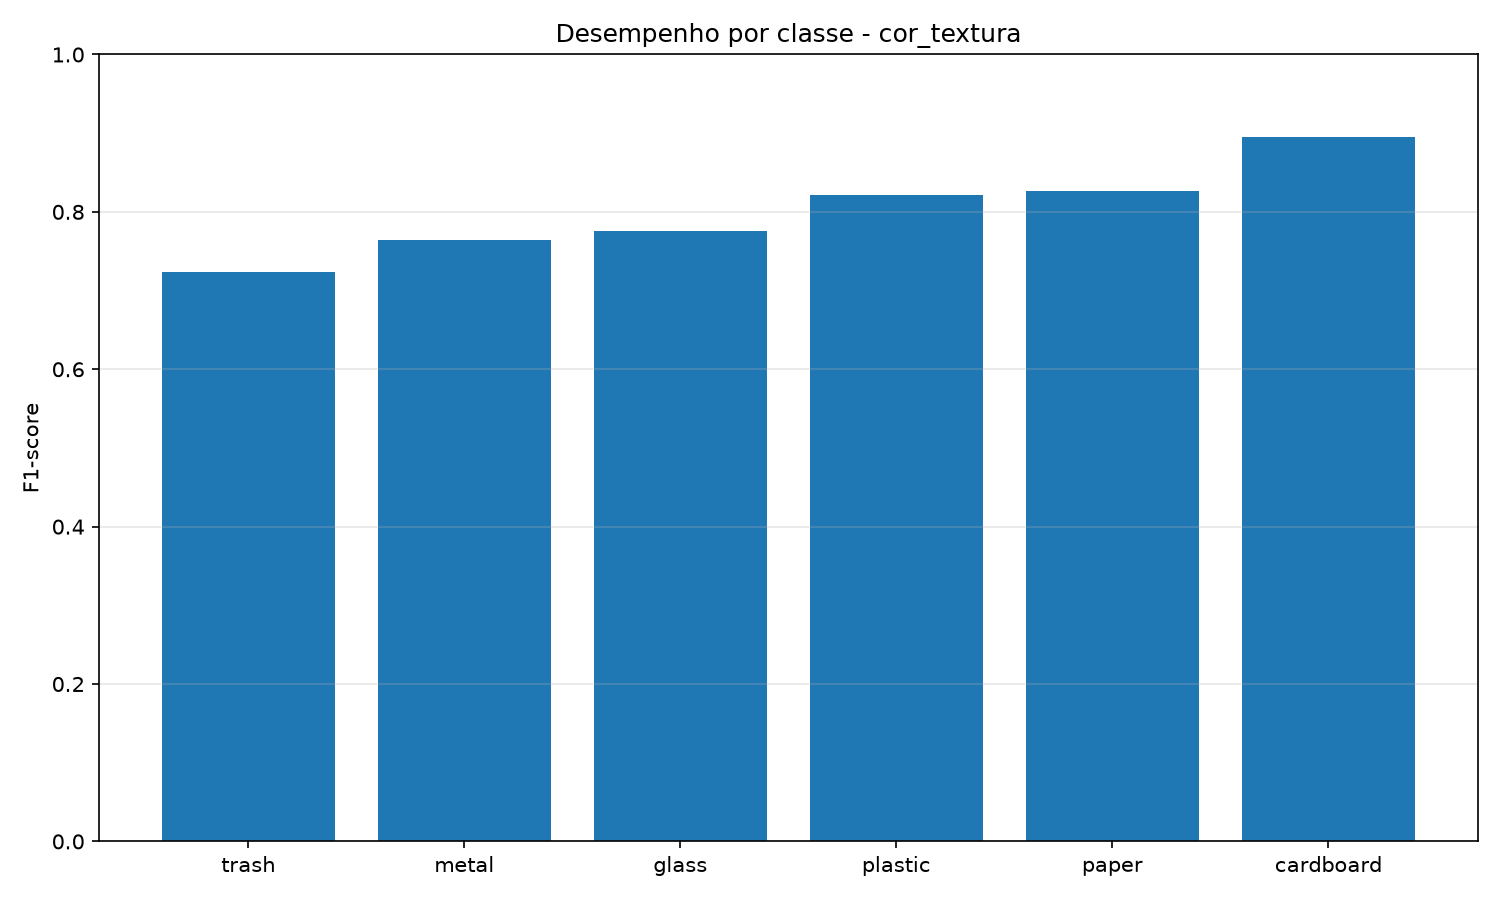 Desempenho por classe - cor_textura
1.0
0.8
0.6
0.4
0.2
0.0
F1-score
trash metal glass plastic paper cardboard